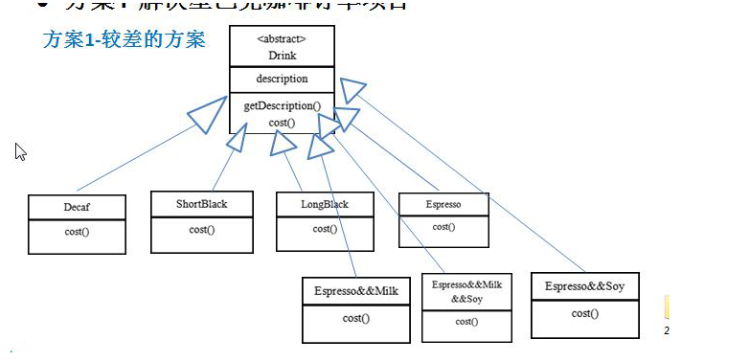 方案1-较差的方案
<abstract>
Drink
description
getDescription()
cost()
Decaf
cost()
ShortBlack
cost()
LongBlack
cost()
Espresso
cost()
Espresso&&Milk
cost()
Espresso&&Milk
&&Soy
cost()
Espresso&&Soy
cost()
2